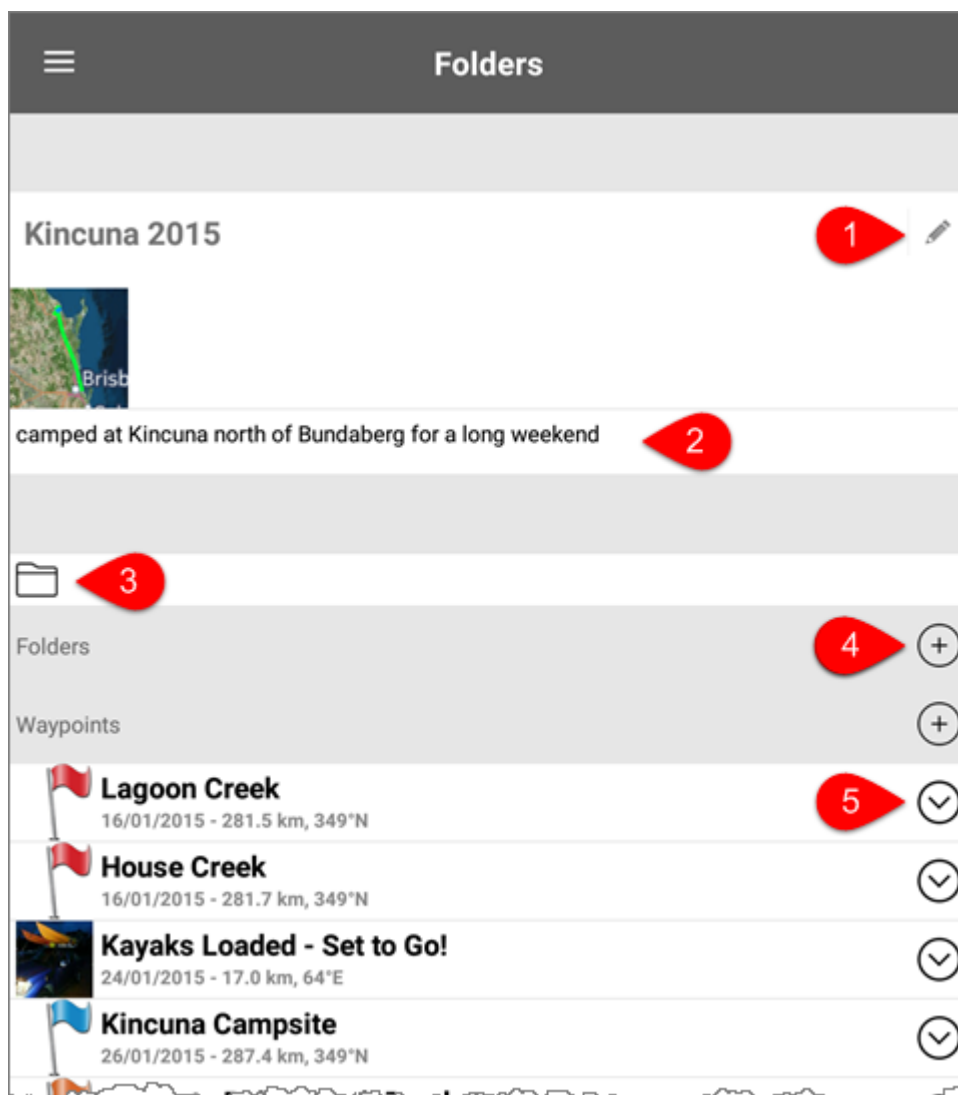 Folders
Kincuna 2015
1
Brisb
camped at Kincuna north of Bundaberg for a long weekend
2
3
Folders
4
Waypoints
Lagoon Creek
16/01/2015 - 281.5 km, 349°N
5
House Creek
16/01/2015 - 281.7 km, 349°N
Kayaks Loaded - Set to Go!
24/01/2015 - 17.0 km, 64°E
Kincuna Campsite
26/01/2015 - 287.4 km, 349°N